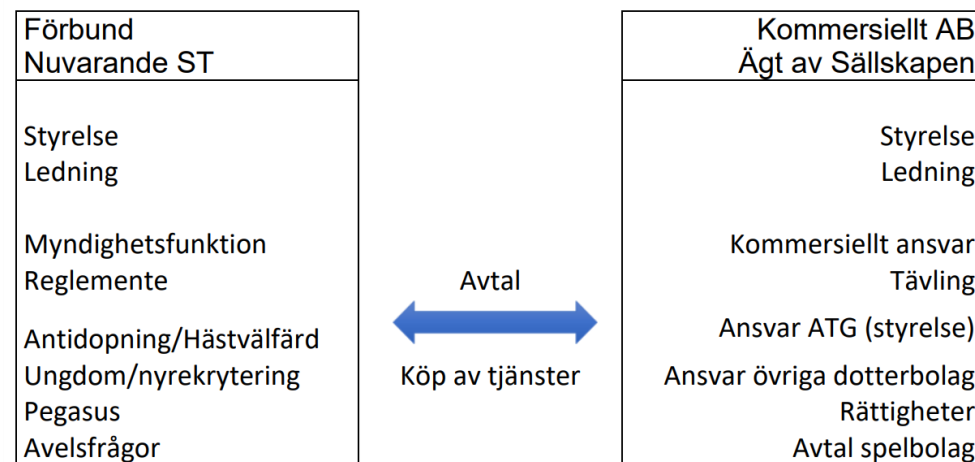 Förbund
Nuvarande ST
Styrelse
Ledning
Myndighetsfunktion
Reglemente
Antidopning/Hästvälfärd
Ungdom/nyrekrytering
Pegasus
Avelsfrågor
Avtal
Köp av tjänster
Kommersiellt AB
Ägt av Sällskapen
Styrelse
Ledning
Kommersiellt ansvar
Tävling
Ansvar ATG (styrelse)
Ansvar övriga dotterbolag
Rättigheter
Avtal spelbolag